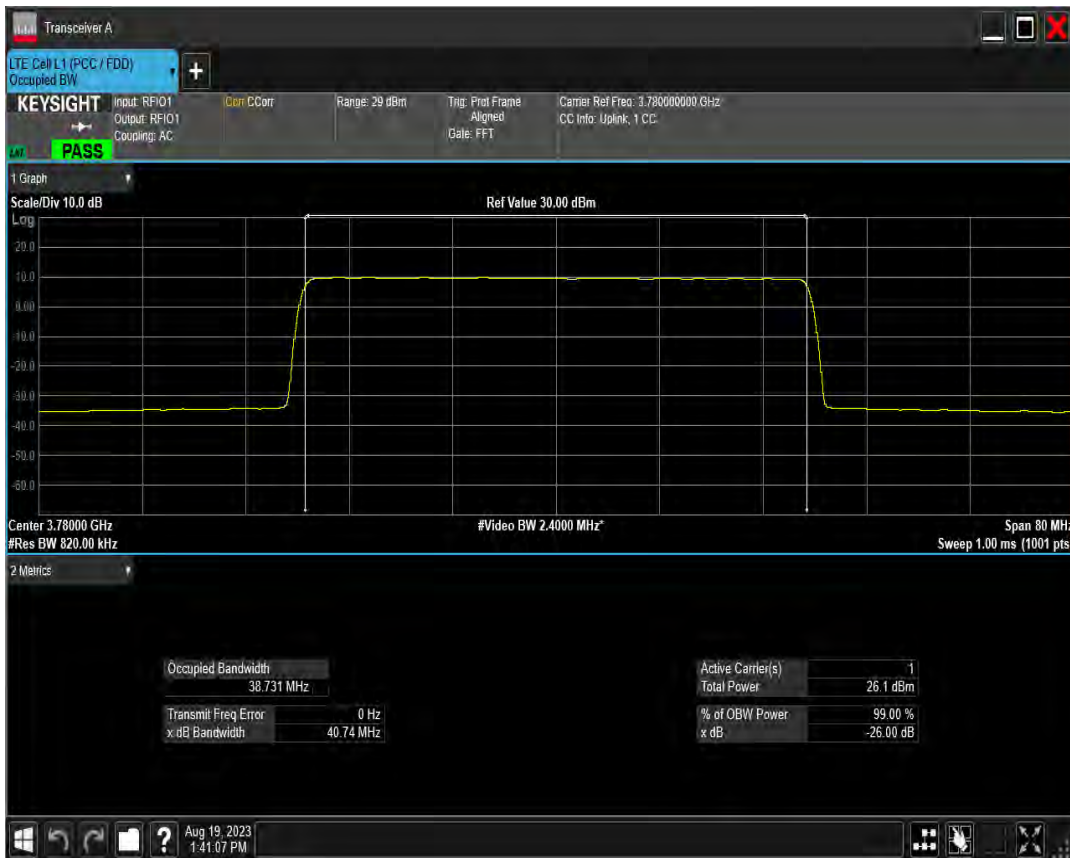 Transceiver A
LTE Cell L1 (PCC / FDD)
Occupied BW
+
KEYSIGHT
Input: RFIO1
Output: RFIO1
Coupling: AC
PASS
Corr CCorr
Range: 29 dBm
Trig: Prot Frame
Aligned
Gate: FFT
Carrier Ref Freq: 3.780000000 GHz
CC Info: Uplink, 1 CC
1 Graph
Scale/Div 10.0 dB
Ref Value 30.00 dBm
Log
20.0
10.0
0.00
-10.0
-20.0
-30.0
-40.0
-50.0
-60.0
Center 3.78000 GHz
#Video BW 2.4000 MHz*
Span 80 MHz
#Res BW 820.00 kHz
Sweep 1.00 ms (1001 pts
2 Metrics
Occupied Bandwidth
38.731 MHz
Transmit Freq Error 0 Hz
x dB Bandwidth 40.74 MHz
Active Carrier(s) 1
Total Power 26.1 dBm
% of OBW Power 99.00 %
x dB -26.00 dB
?
Aug 19, 2023
1:41:07 PM